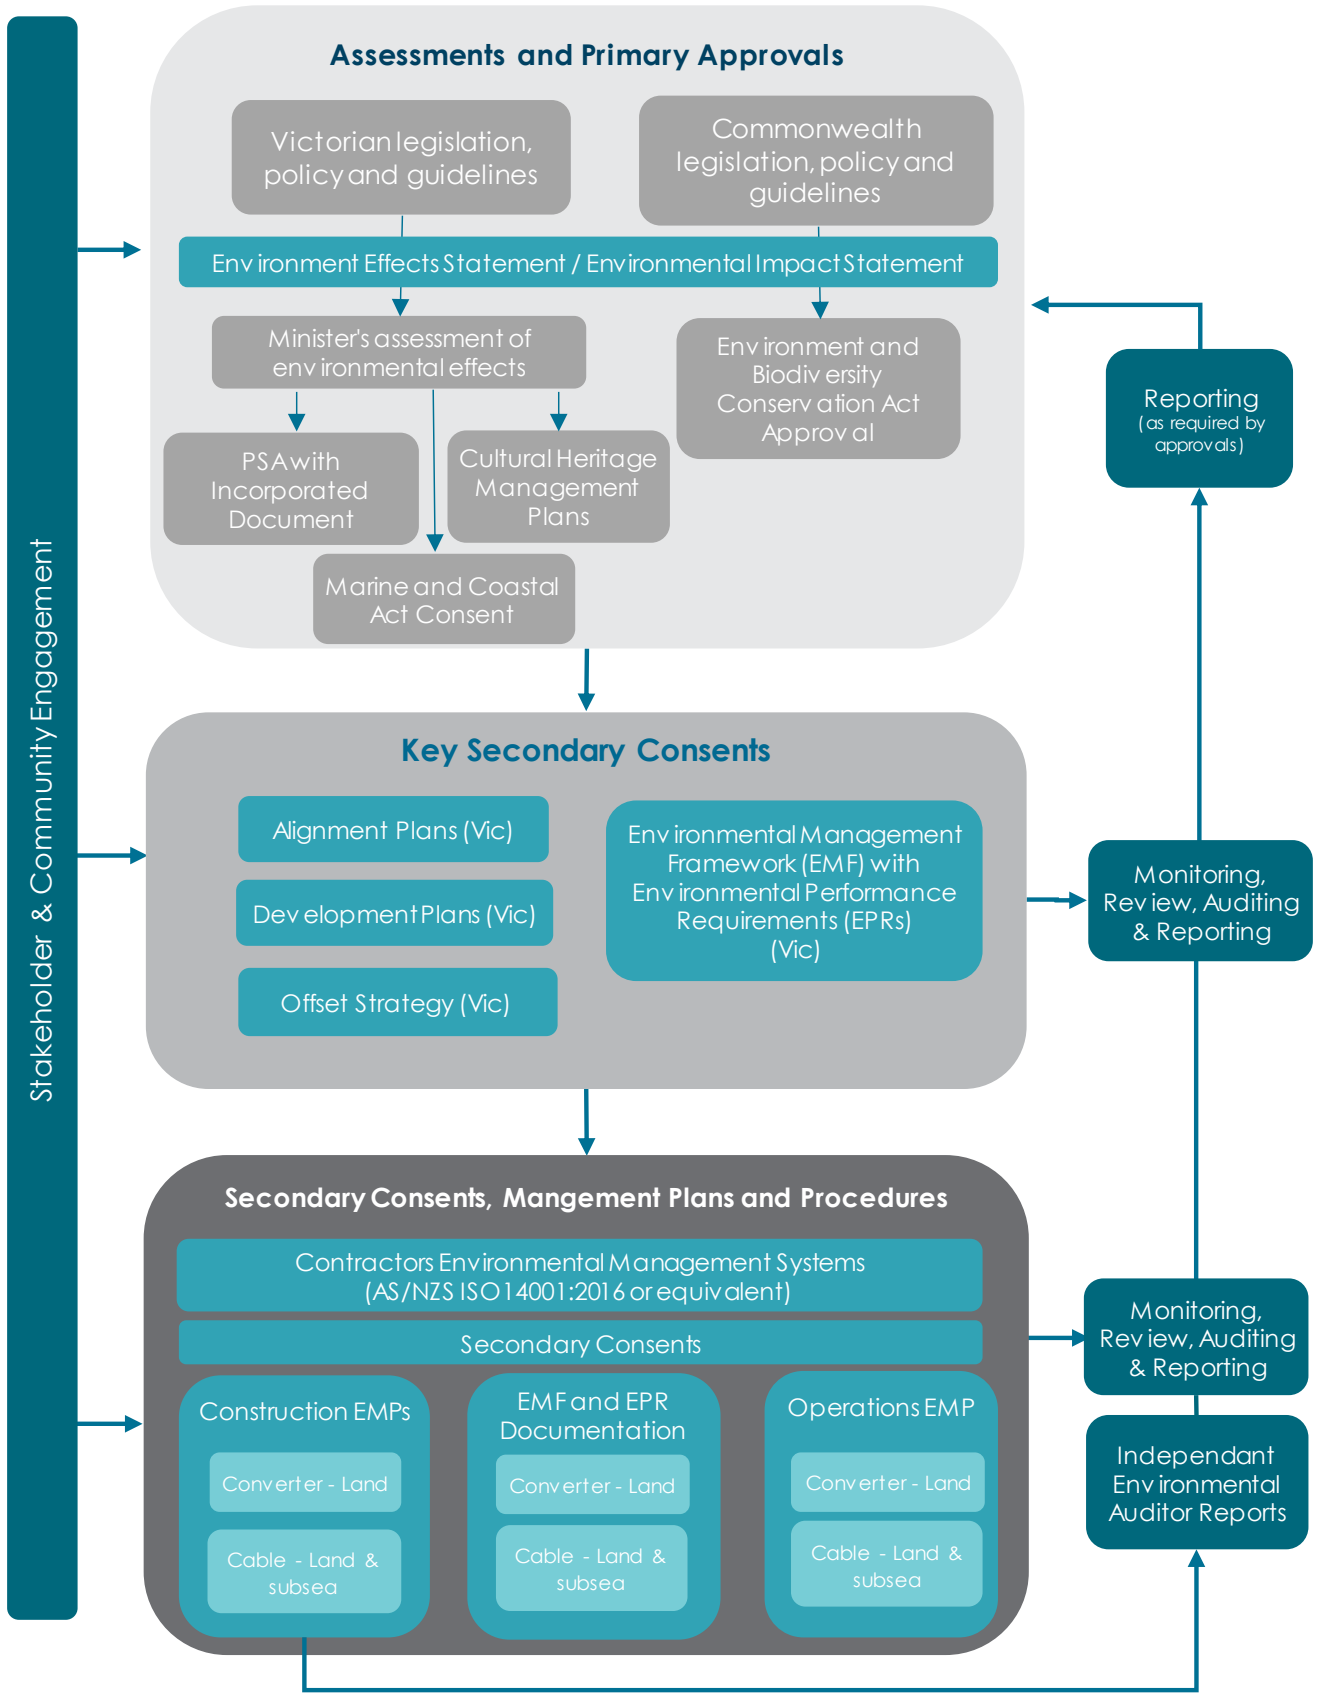 Stakeholder & Community Engagement
Assessments and Primary Approvals
Victorian legislation,
policy and guidelines
Commonwealth
legislation, policy and
guidelines
Environment Effects Statement / Environmental Impact Statement
Minister's assessment of
environmental effects
Environment and
Biodiversity
Conservation Act
Approval
PSA with
Incorporated
Document
Cultural Heritage
Management
Plans
Marine and Coastal
Act Consent
Reporting
(as required by
approvals)
Key Secondary Consents
Alignment Plans (Vic)
Development Plans (Vic)
Offset Strategy (Vic)
Environmental Management
Framework (EMF) with
Environmental Performance
Requirements (EPRs)
(Vic)
Monitoring,
Review, Auditing
& Reporting
Secondary Consents, Mangement Plans and Procedures
Contractors Environmental Management Systems
(AS/NZS ISO14001:2016 or equivalent)
Secondary Consents
Construction EMPs
Converter - Land
Cable - Land &
subsea
EMF and EPR
Documentation
Converter - Land
Cable - Land &
subsea
Operations EMP
Converter - Land
Cable - Land &
subsea
Monitoring,
Review, Auditing
& Reporting
Independant
Environmental
Auditor Reports